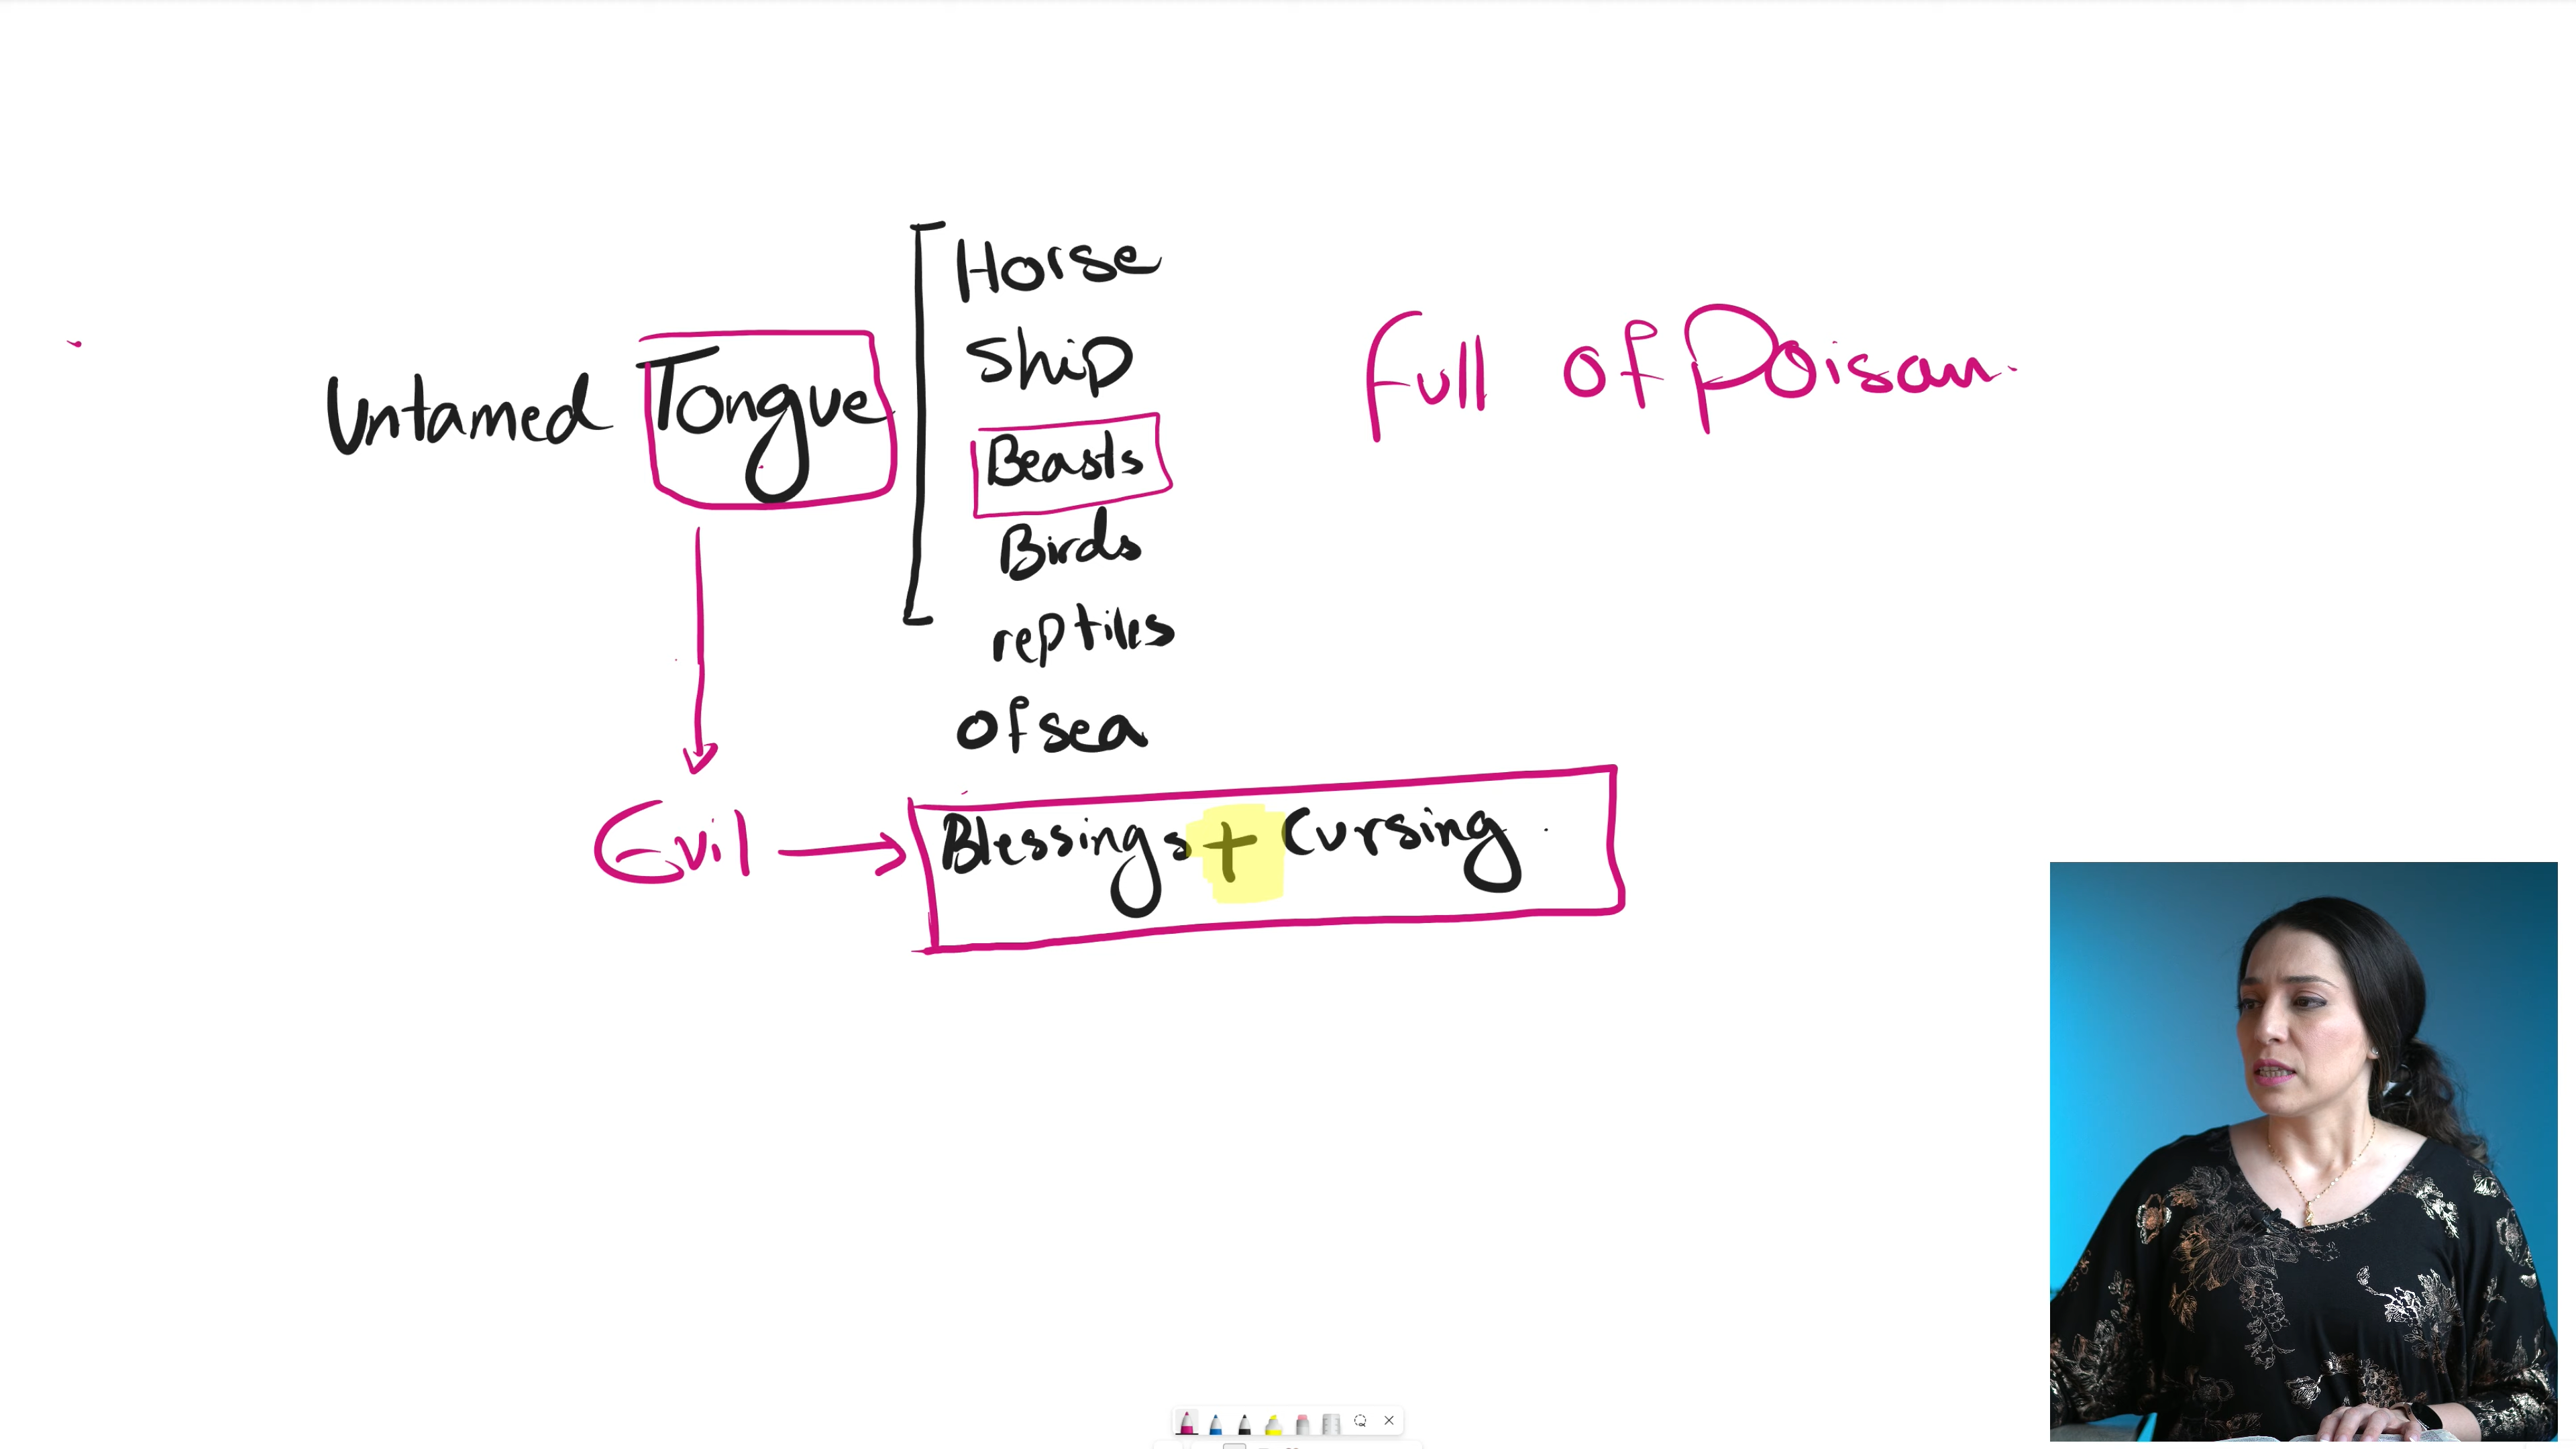 Horse
Ship
Full of Poison.
Untamed Tongue
Beasts
Birds
reptiles
of sea
Evil → Blessings + Cursing